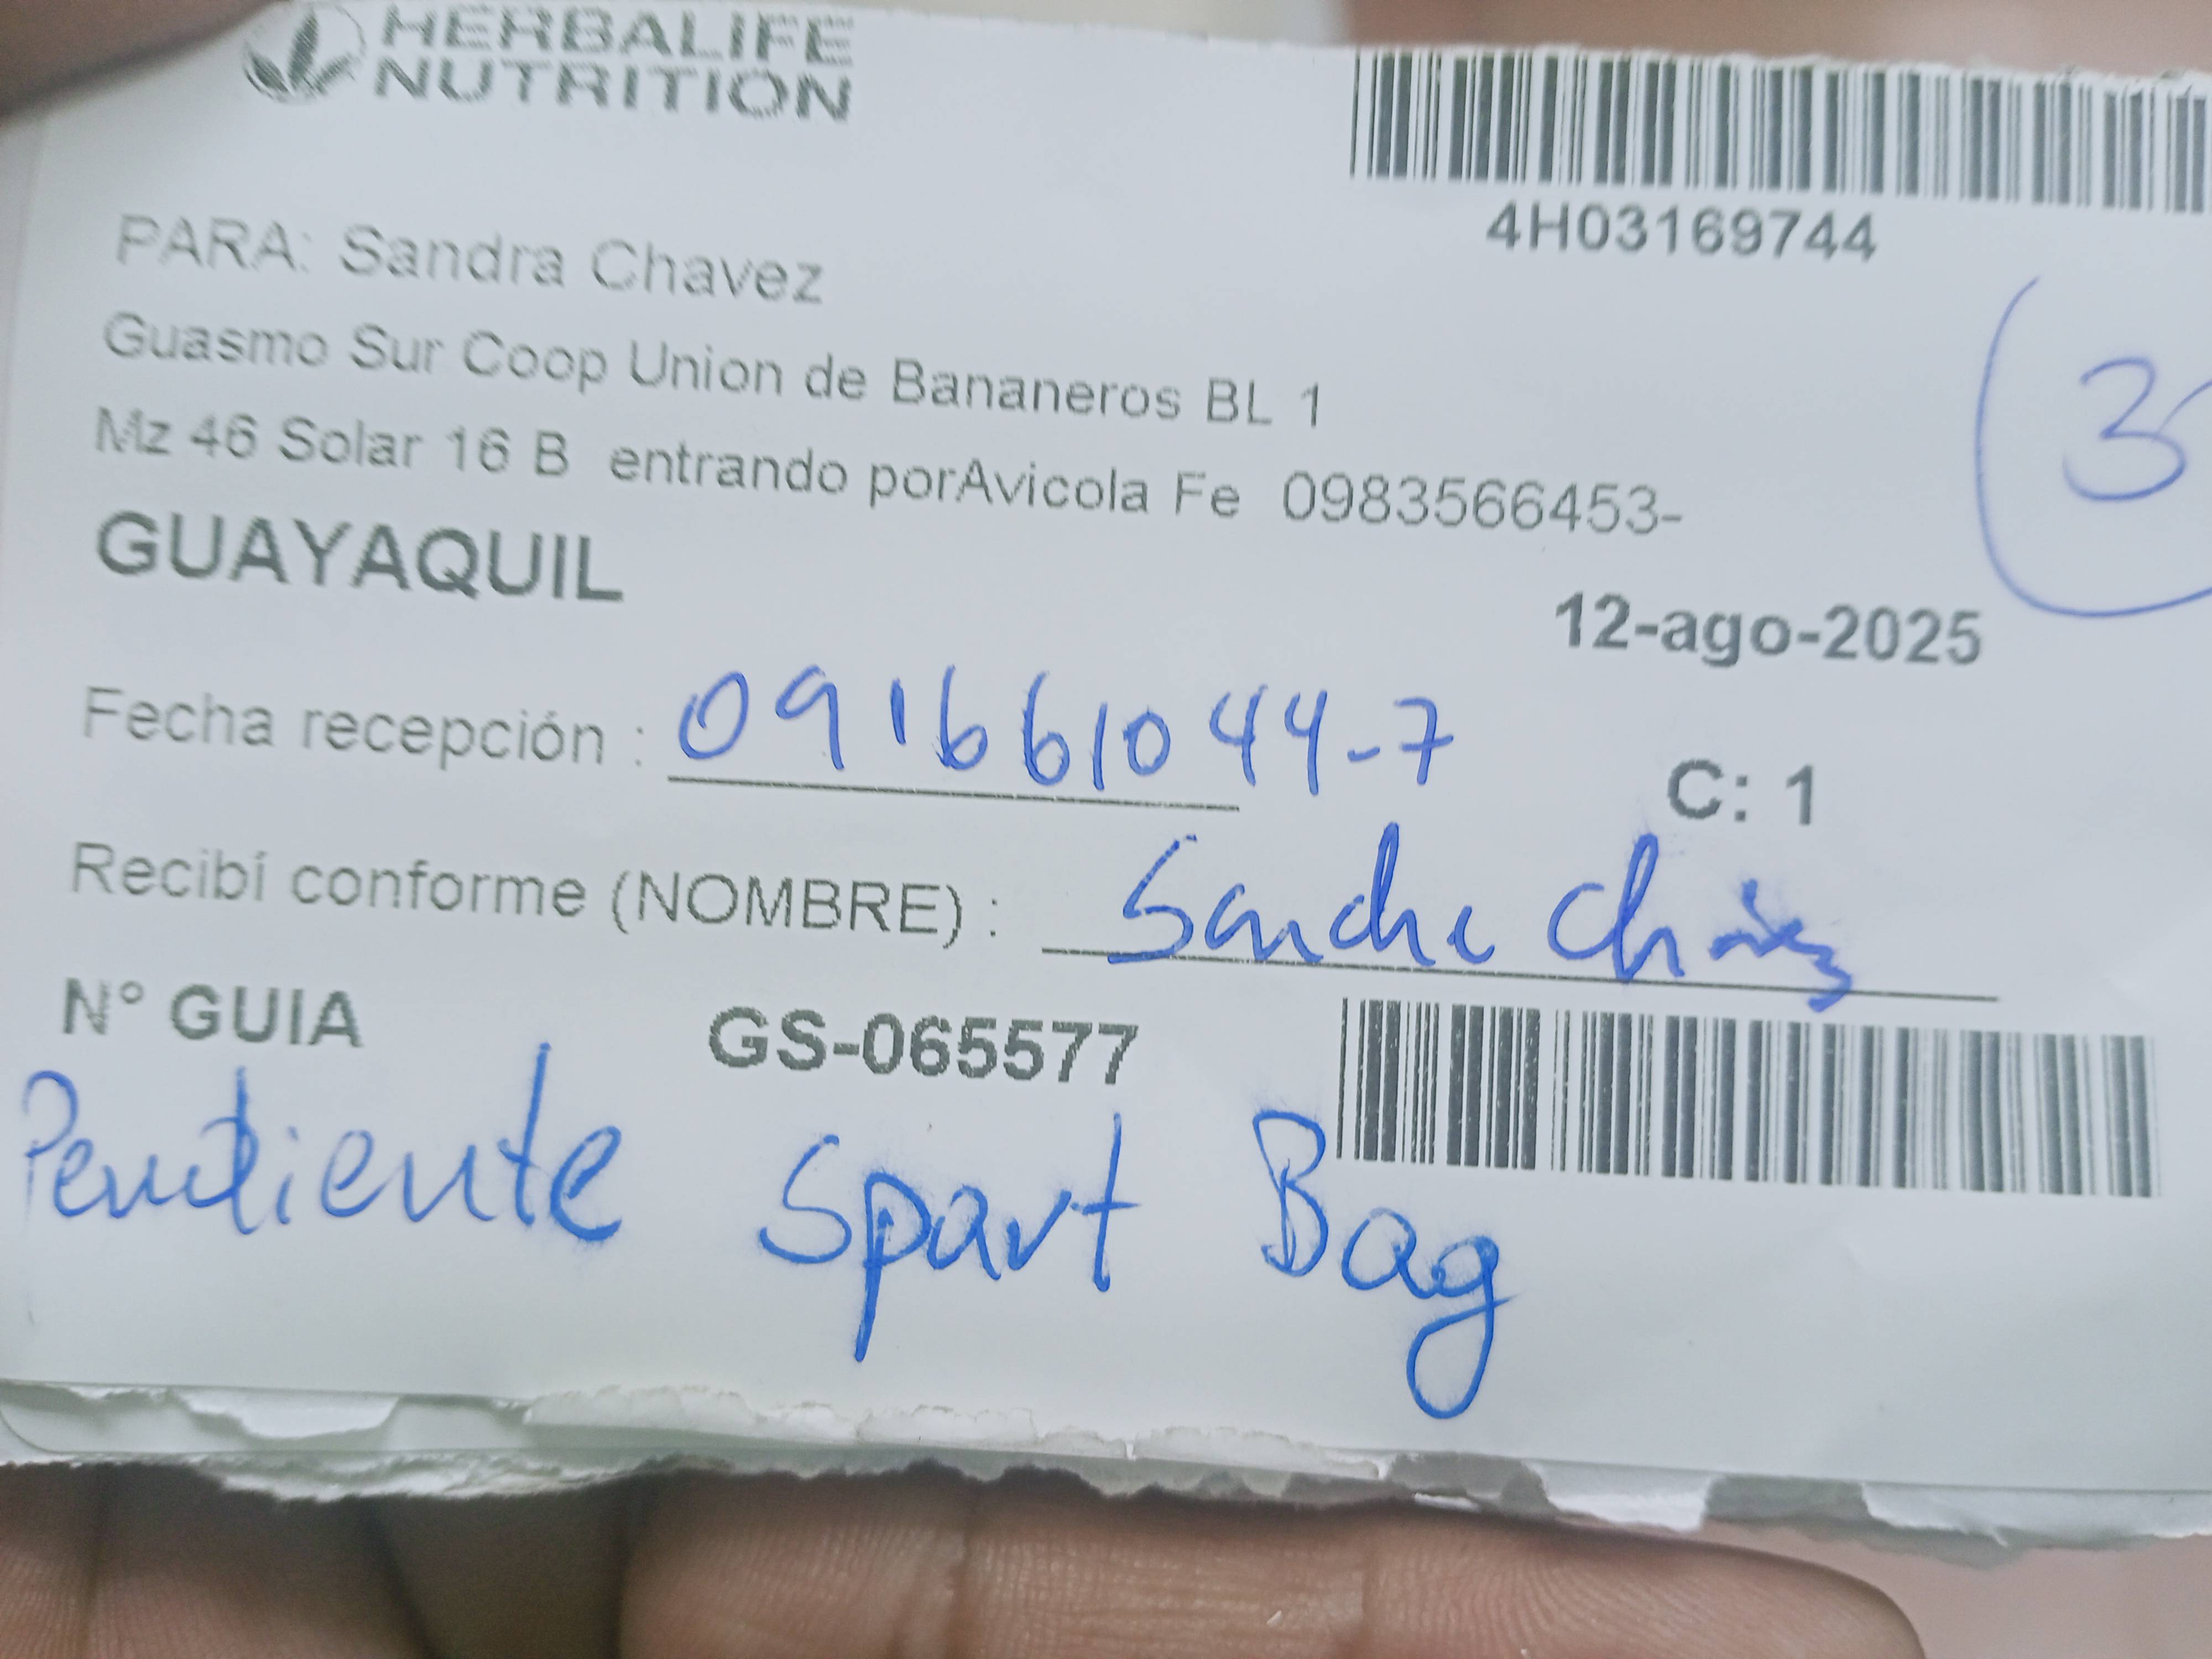 HERBALIFE
NUTRITION
4H03169744
PARA: Sandra Chavez
Guasmo Sur Coop Union de Bananeros BL 1
Mz 46 Solar 16 B entrando porAvicola Fe 0983566453-
GUAYAQUIL
12-ago-2025
Fecha recepción : 091661044-7
C: 1
Recibí conforme (NOMBRE) :
N° GUIA GS-065577
Pendiente Spart Bag